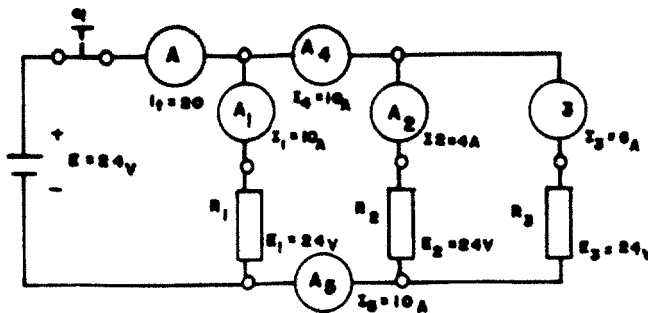 A
A₄
Iₜ=20
I₄=10A
+
E=24V
-
A₁
I₁=10A
A₂
I2=4A
3
I₃=6A
R₁
E₁=24V
R₂
E₂=24V
R₃
E₃=24V
A₅
I₅=10A